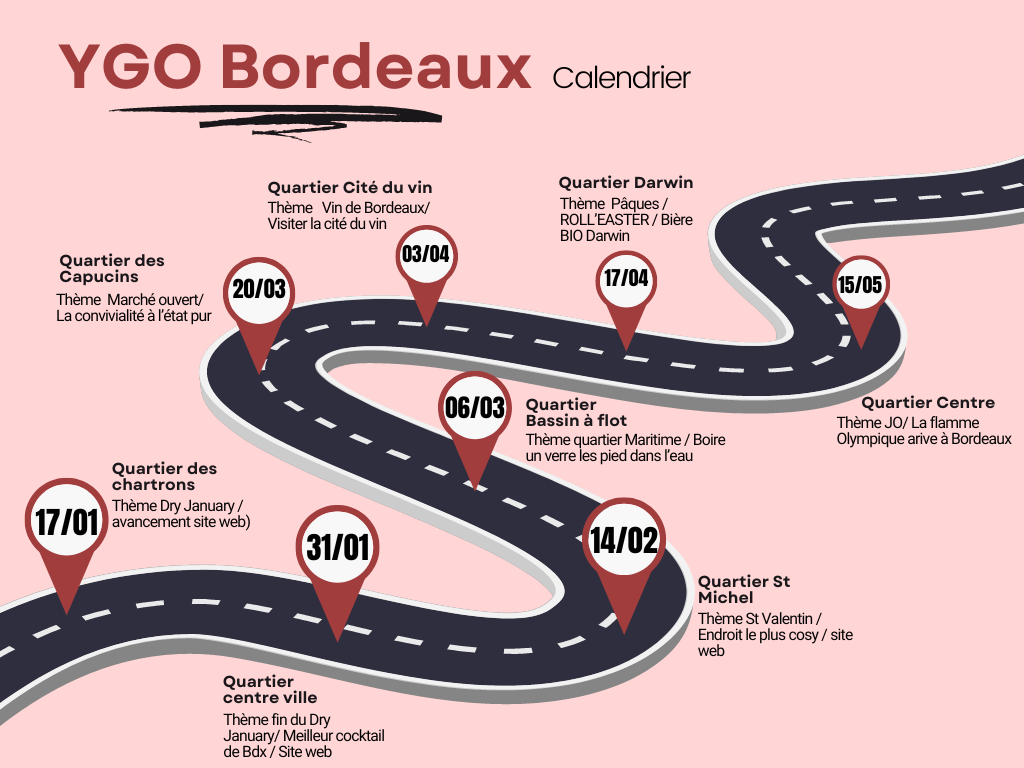 YGO Bordeaux Calendrier
Quartier Cité du vin
Thème Vin de Bordeaux/
Visiter la cité du vin
03/04
Quartier Darwin
Thème Pâques /
ROLL'EASTER / Bière
BIO Darwin
17/04
15/05
Quartier des
Capucins
Thème Marché ouvert/
La convivialité à l'état pur
20/03
06/03
Quartier
Bassin à flot
Thème quartier Maritime / Boire
un verre les pied dans l'eau
Quartier Centre
Thème JO/ La flamme
Olympique arive à Bordeaux
Quartier des
chartrons
Thème Dry January /
avancement site web)
17/01
31/01
14/02
Quartier St
Michel
Thème St Valentin /
Endroit le plus cosy / site
web
Quartier
centre ville
Thème fin du Dry
January/ Meilleur cocktail
de Bdx / Site web